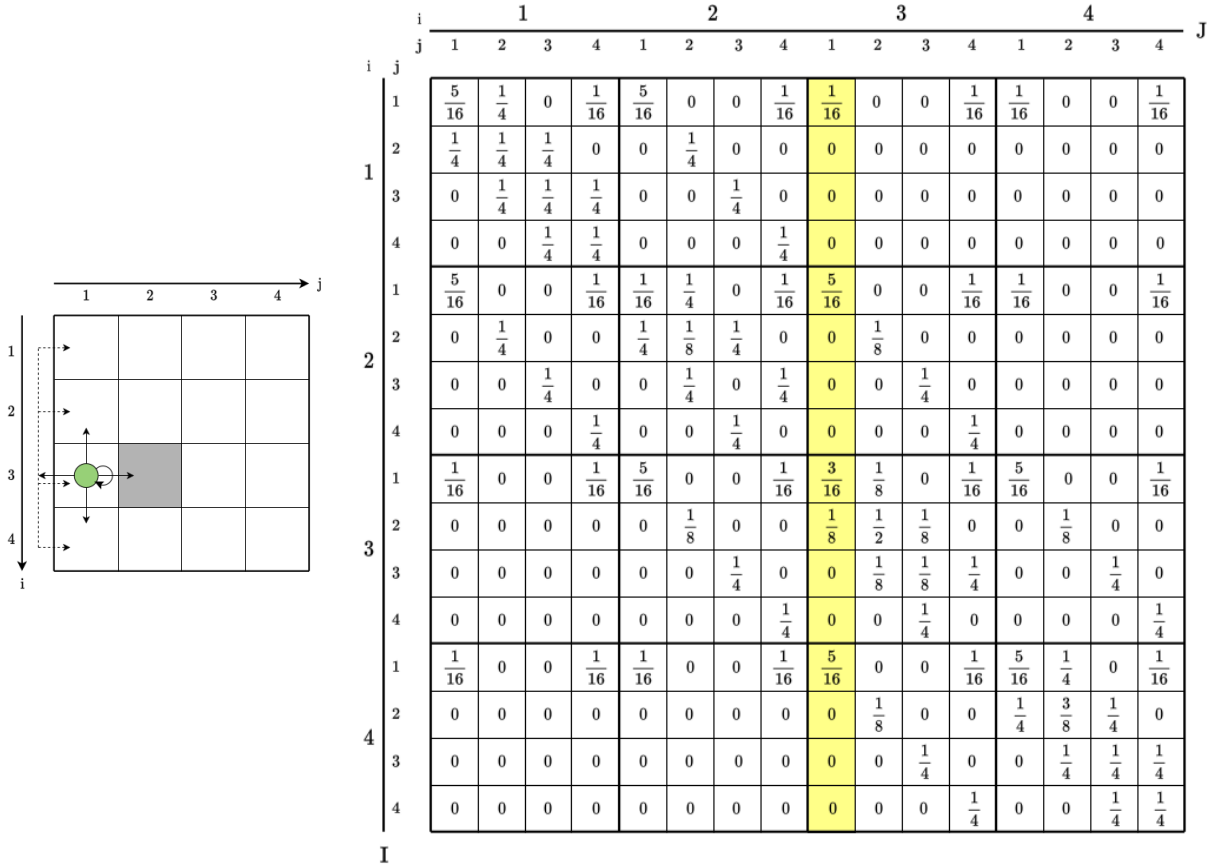 j
1 2 3 4
1
2
3
4
i
i 1 2 3 4
J
j 1 2 3 4 1 2 3 4 1 2 3 4 1 2 3 4
i j
1 5/16 1/4 0 1/16 5/16 0 0 1/16 1/16 0 0 1/16 1/16 0 0 1/16
2 1/4 1/4 1/4 0 0 1/4 0 0 0 0 0 0 0 0 0 0
1
3 0 1/4 1/4 1/4 0 0 1/4 0 0 0 0 0 0 0 0 0
4 0 0 1/4 1/4 0 0 0 1/4 0 0 0 0 0 0 0 0
1 5/16 0 0 1/16 1/16 1/4 0 1/16 5/16 0 0 1/16 1/16 0 0 1/16
2 0 1/4 0 0 1/4 1/8 1/4 0 0 1/8 0 0 0 0 0 0
2
3 0 0 1/4 0 0 1/4 0 1/4 0 0 1/4 0 0 0 0 0
4 0 0 0 1/4 0 0 1/4 0 0 0 0 1/4 0 0 0 0
1 1/16 0 0 1/16 5/16 0 0 1/16 3/16 1/8 0 1/16 5/16 0 0 1/16
2 0 0 0 0 0 1/8 0 0 1/8 1/2 1/8 0 0 1/8 0 0
3
3 0 0 0 0 0 0 1/4 0 0 1/8 1/8 1/4 0 0 1/4 0
4 0 0 0 0 0 0 0 1/4 0 0 1/4 0 0 0 0 1/4
1 1/16 0 0 1/16 1/16 0 0 1/16 5/16 0 0 1/16 5/16 1/4 0 1/16
2 0 0 0 0 0 0 0 0 0 1/8 0 0 1/4 3/8 1/4 0
4
3 0 0 0 0 0 0 0 0 0 0 1/4 0 0 1/4 1/4 1/4
4 0 0 0 0 0 0 0 0 0 0 0 1/4 0 0 1/4 1/4
I